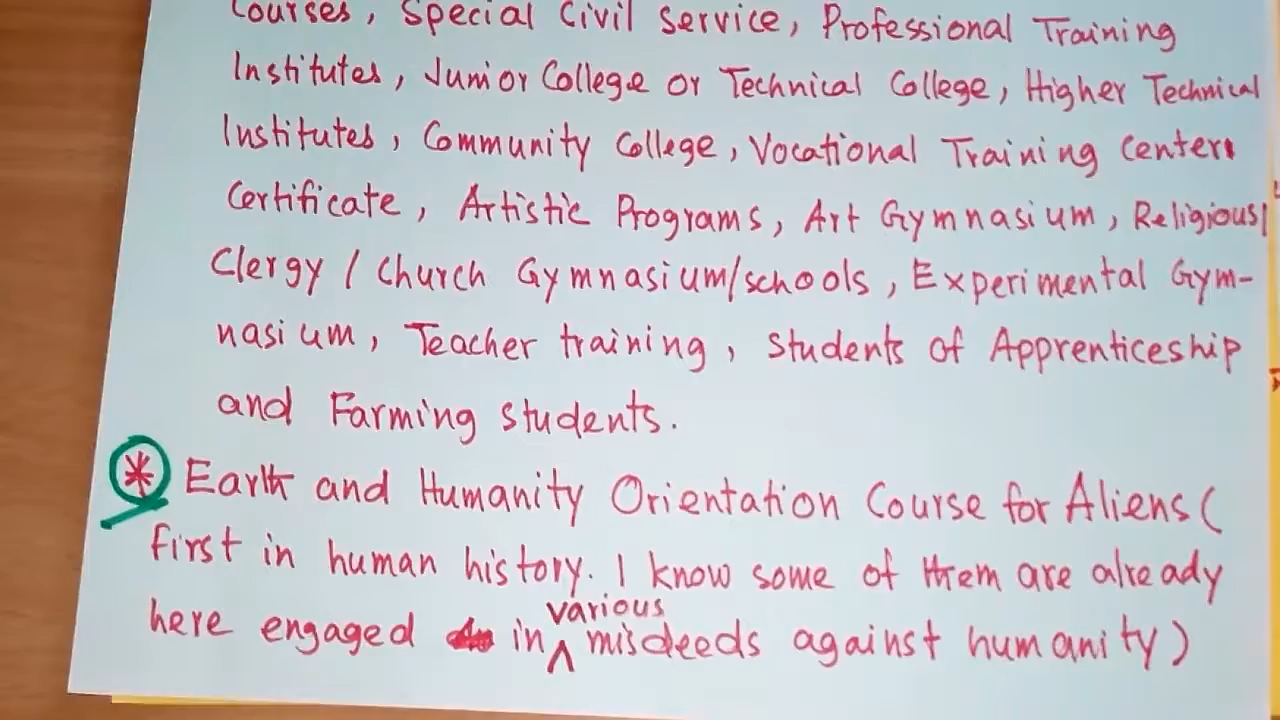 Courses, Special Civil Service, Professional Training
Institutes, Junior College or Technical College, Higher Technical
Institutes, Community College, Vocational Training Center
Certificate, Artistic Programs, Art Gymnasium, Religious/
Clergy / Church Gymnasium/schools, Experimental Gym-
nasium, Teacher training, Students of Apprenticeship
and Farming students.
* Earth and Humanity Orientation Course for Aliens (
first in human history. I know some of them are already
here engaged in various misdeeds against humanity)